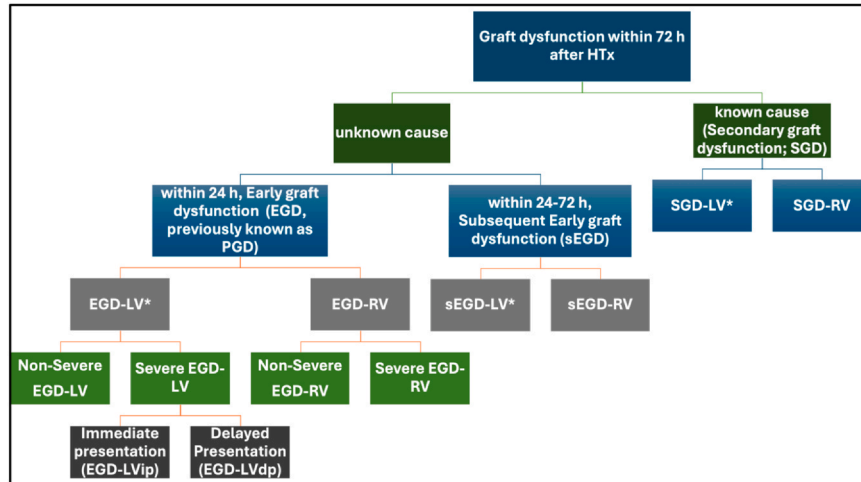 Graft dysfunction within 72 h
after HTx
unknown cause
known cause
(Secondary graft
dysfunction; SGD)
within 24 h, Early graft
dysfunction (EGD,
previously known as
PGD)
within 24-72 h,
Subsequent Early graft
dysfunction (sEGD)
SGD-LV*
SGD-RV
EGD-LV*
EGD-RV
sEGD-LV*
sEGD-RV
Non-Severe
EGD-LV
Severe EGD-
LV
Non-Severe
EGD-RV
Severe EGD-
RV
Immediate
presentation
(EGD-LVip)
Delayed
Presentation
(EGD-LVdp)